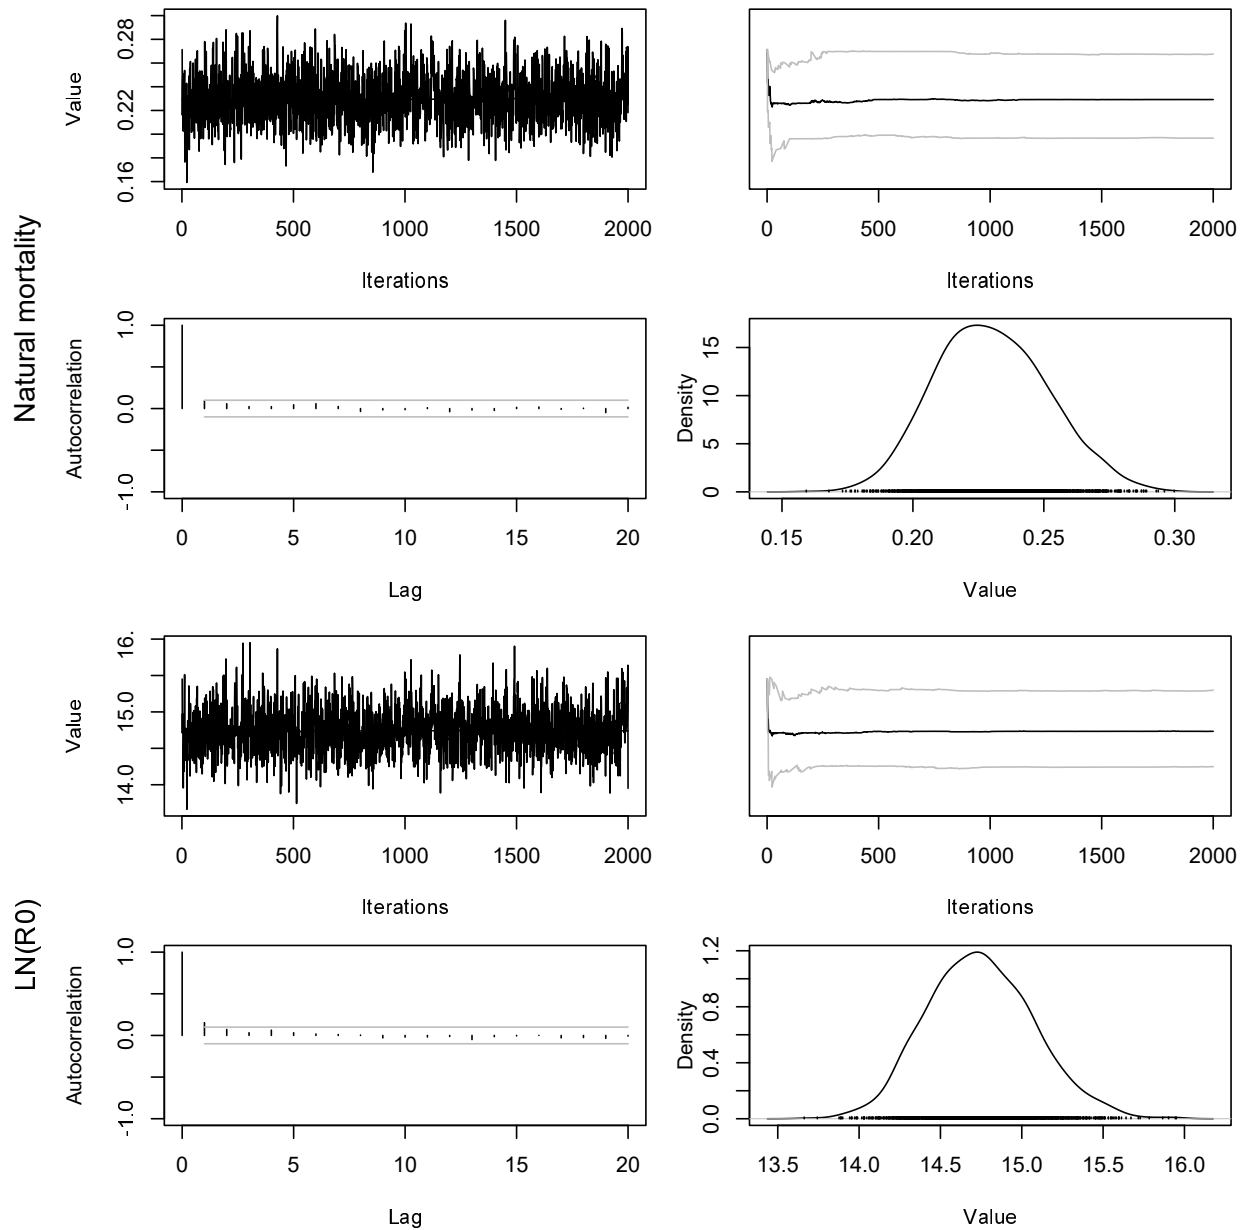 Natural mortality
Value
0.16 0.22 0.28
0 500 1000 1500 2000
Iterations
0 500 1000 1500 2000
Iterations
Autocorrelation
-1.0 0.0 1.0
0 5 10 15 20
Lag
Density
0 5 10 15
0.15 0.20 0.25 0.30
Value
LN(R0)
Value
14.0 15.0 16.
0 500 1000 1500 2000
Iterations
0 500 1000 1500 2000
Iterations
Autocorrelation
-1.0 0.0 1.0
0 5 10 15 20
Lag
Density
0.0 0.4 0.8 1.2
13.5 14.0 14.5 15.0 15.5 16.0
Value